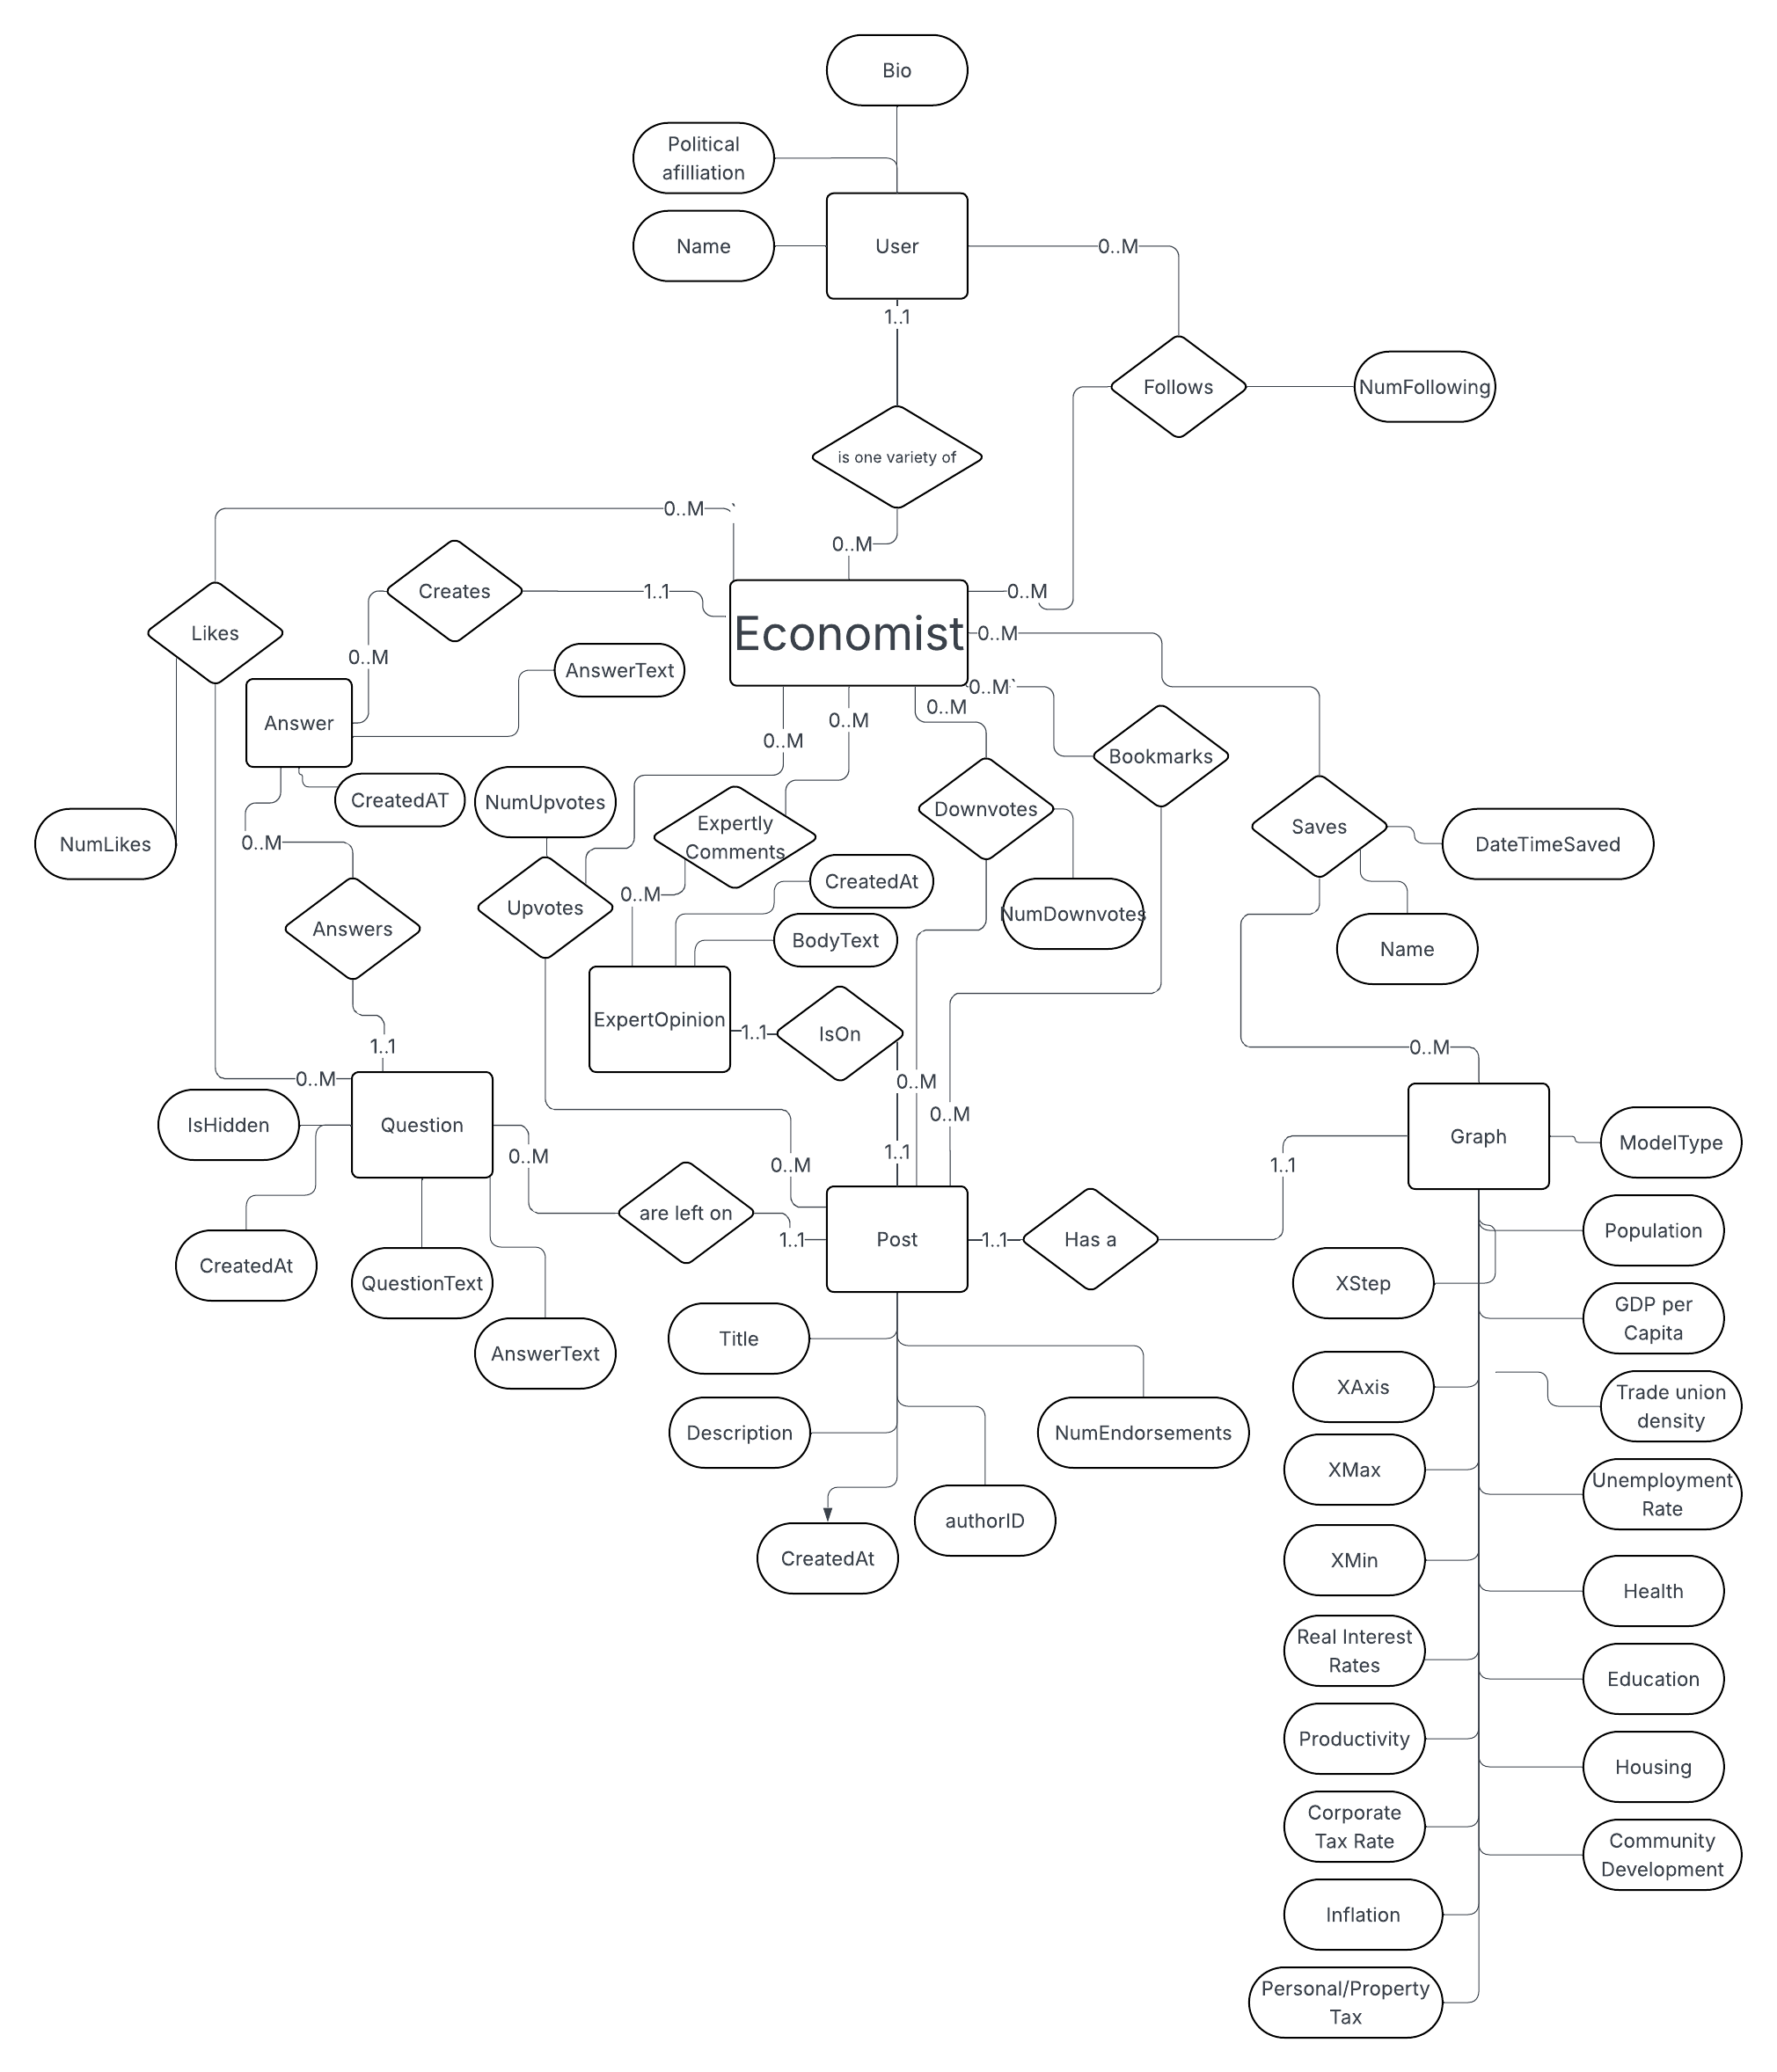 Bio
Political
afilliation
Name
User
0..M
1..1
Follows
NumFollowing
is one variety of
0..M
0..M
Creates
1..1
0..M
Likes
Economist
0..M
0..M
AnswerText
0..M`
0..M
Answer
0..M
0..M
Bookmarks
CreatedAT
NumUpvotes
Downvotes
Expertly
Comments
Saves
NumLikes
0..M
DateTimeSaved
CreatedAt
0..M
Upvotes
NumDownvotes
Answers
BodyText
Name
ExpertOpinion
1..1
IsOn
1..1
0..M
0..M
0..M
0..M
IsHidden
Question
Graph
ModelType
0..M
1..1
0..M
1..1
are left on
1..1
Post
1..1
Has a
Population
CreatedAt
QuestionText
XStep
GDP per
Capita
Title
AnswerText
XAxis
Trade union
density
Description
NumEndorsements
XMax
Unemployment
Rate
authorID
CreatedAt
XMin
Health
Real Interest
Rates
Education
Productivity
Housing
Corporate
Tax Rate
Community
Development
Inflation
Personal/Property
Tax